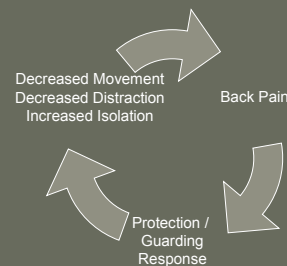 Decreased Movement
Decreased Distraction
Increased Isolation
Back Pain
Protection /
Guarding
Response